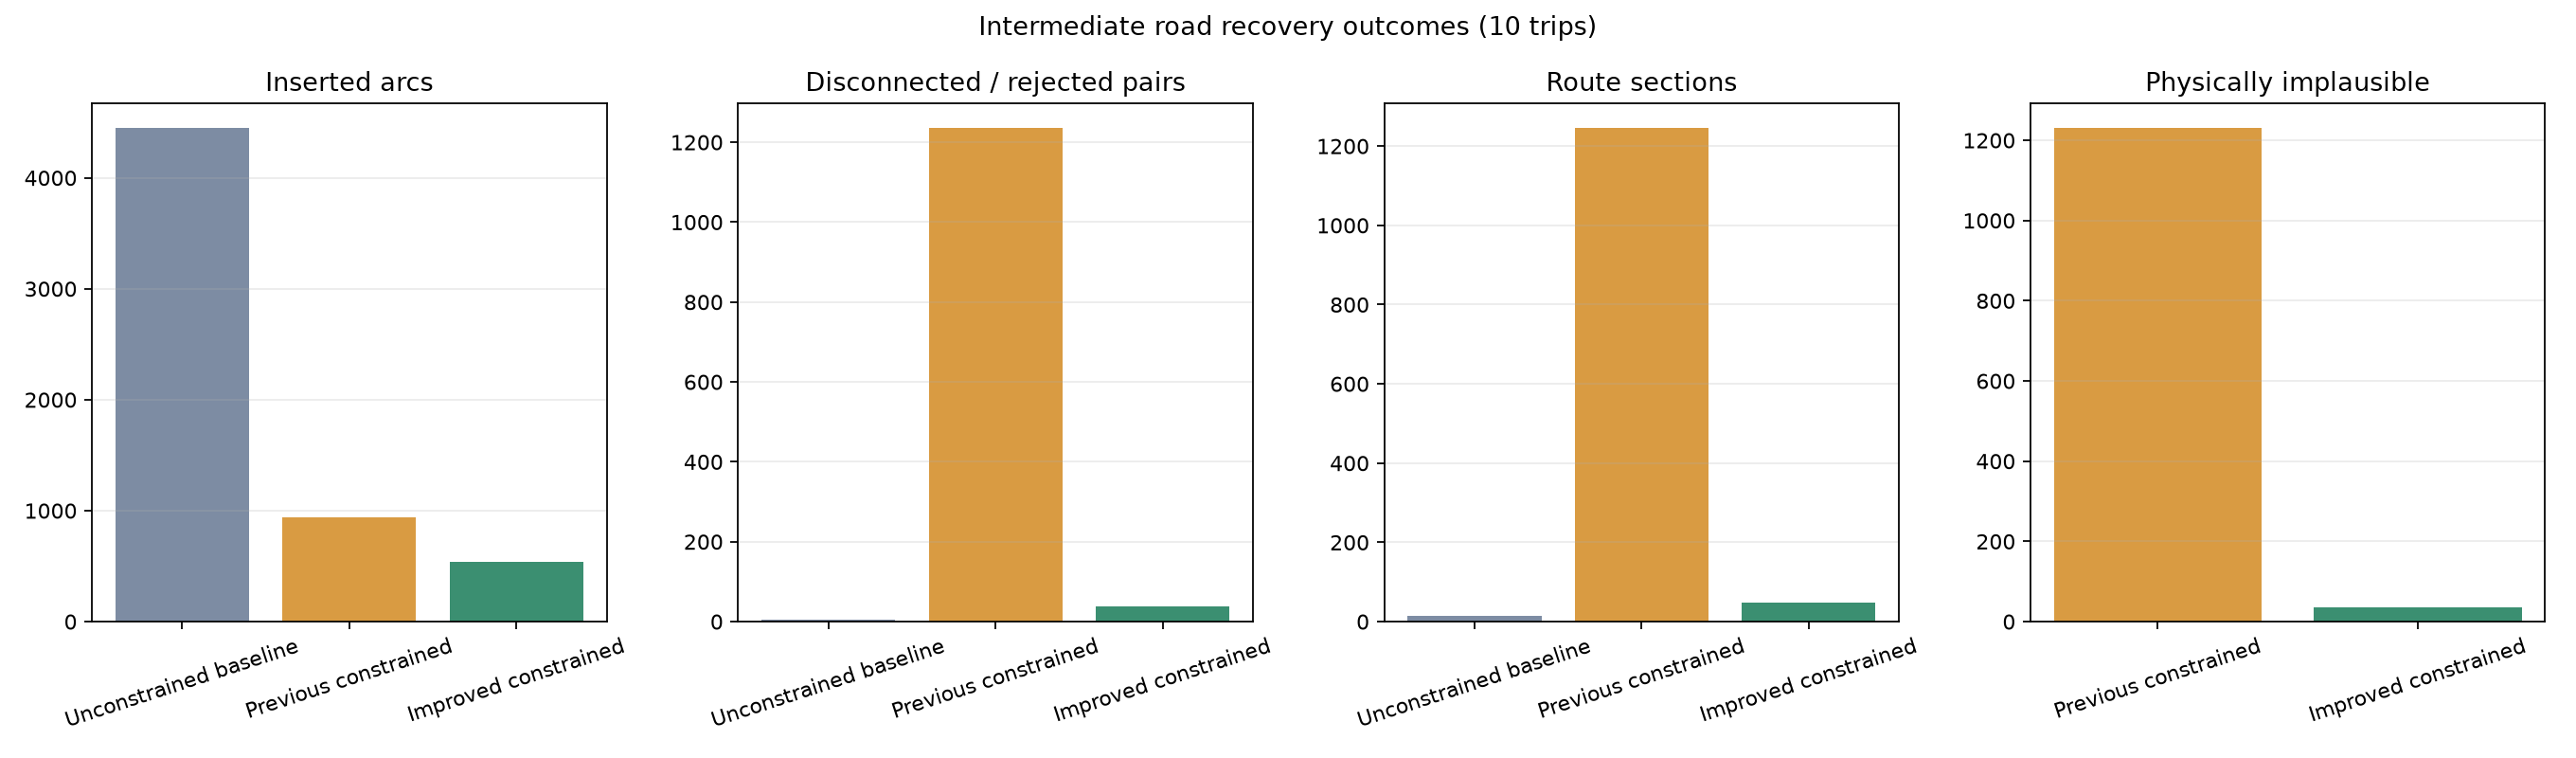 Intermediate road recovery outcomes (10 trips)
Inserted arcs
4000
3000
2000
1000
0
Unconstrained baseline
Previous constrained
Improved constrained
Disconnected / rejected pairs
1200
1000
800
600
400
200
0
Unconstrained baseline
Previous constrained
Improved constrained
Route sections
1200
1000
800
600
400
200
0
Unconstrained baseline
Previous constrained
Improved constrained
Physically implausible
1200
1000
800
600
400
200
0
Previous constrained
Improved constrained